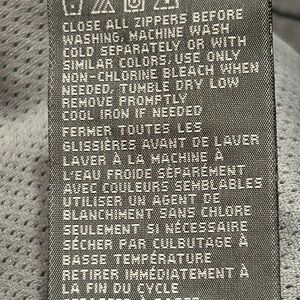 CLOSE ALL ZIPPERS BEFORE
WASHING, MACHINE WASH
COLD SEPARATELY OR WITH
SIMILAR COLORS, USE ONLY
NON-CHLORINE BLEACH WHEN
NEEDED, TUMBLE DRY LOW
REMOVE PROMPTLY
COOL IRON IF NEEDED
FERMER TOUTES LES
GLISSIÈRES AVANT DE LAVER
LAVER À LA MACHINE À
L'EAU FROIDE SÉPARÉMENT
AVEC COULEURS SEMBLABLES
UTILISER UN AGENT DE
BLANCHIMENT SANS CHLORE
SEULEMENT SI NÉCESSAIRE
SÉCHER PAR CULBUTAGE À
BASSE TEMPÉRATURE
RETIRER IMMÉDIATEMENT À
LA FIN DU CYCLE